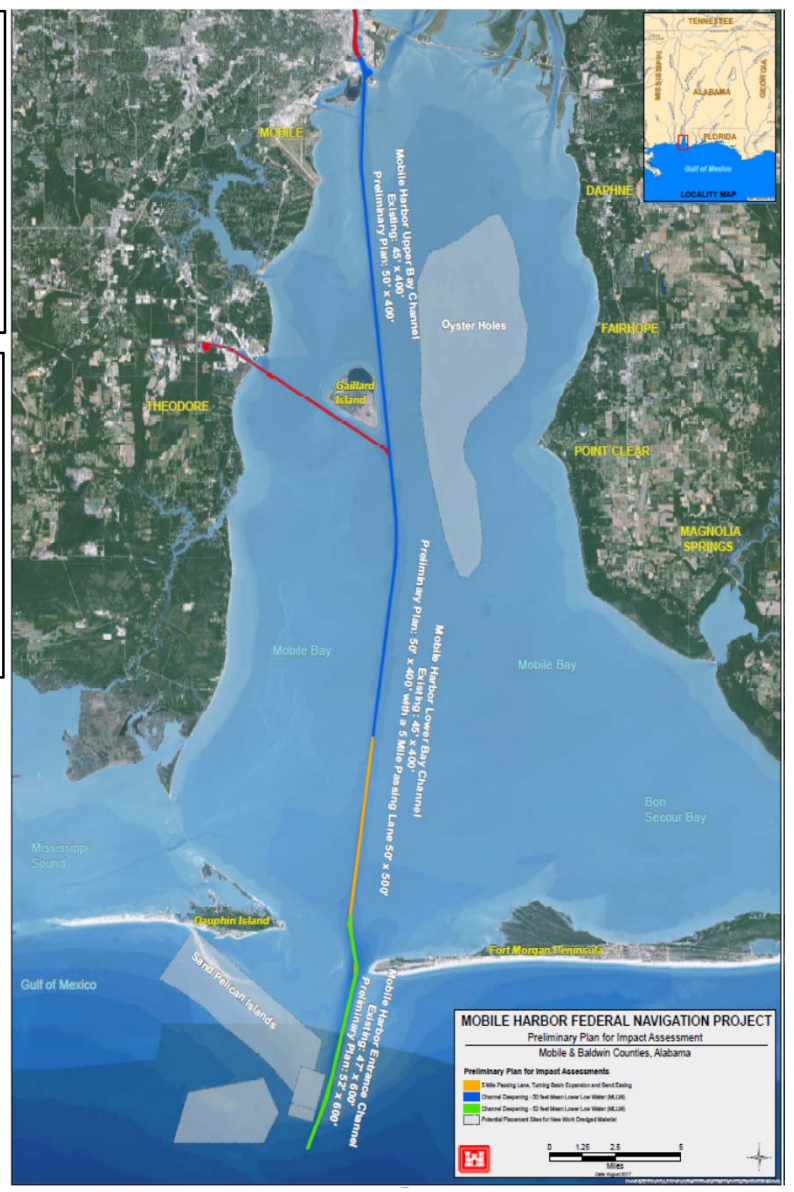 TENNESSEE
MISSISSIPPI
ALABAMA
GEORGIA
FLORIDA
Gulf of Mexico
LOCALITY MAP
MOBILE
DAPHNE
Mobile Harbor Upper Bay Channel
Existing: 45' x 400'
Preliminary Plan: 50' x 400'
Oyster Holes
FAIRHOPE
Gaillard
Island
THEODORE
POINT CLEAR
MAGNOLIA
SPRINGS
Mobile Harbor Lower Bay Channel
Existing: 45' x 400'
Preliminary Plan: 50' x 400' with a 5 Mile Passing Lane 50' x 500'
Mobile Bay
Mobile Bay
Bon
Secour Bay
Mississippi
Sound
Dauphin Island
Fort Morgan Peninsula
Sand Pelican Islands
Gulf of Mexico
Mobile Harbor Entrance Channel
Existing: 47' x 600'
Preliminary Plan: 52' x 600'
MOBILE HARBOR FEDERAL NAVIGATION PROJECT
Preliminary Plan for Impact Assessment
Mobile & Baldwin Counties, Alabama
Preliminary Plan for Impact Assessments
5 Mile Passing Lane, Turning Basin Expansion and Bend Easing
Channel Deepening - 50 feet Mean Lower Low Water (MLLW)
Channel Deepening - 52 feet Mean Lower Low Water (MLLW)
Potential Placement Sites for New Work Dredged Material
0 1.25 2.5 5
Miles
Date: August 2017